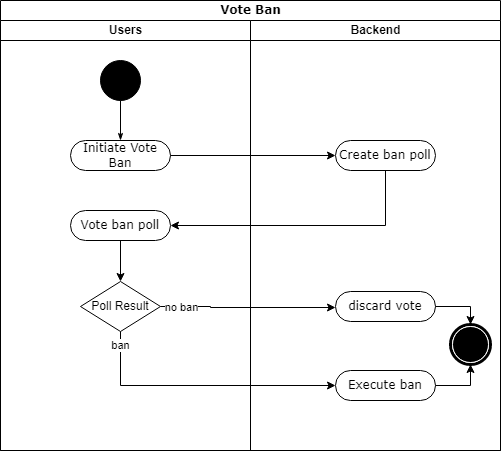 Vote Ban
Users
Backend
Initiate Vote
Ban
Create ban poll
Vote ban poll
Poll Result
no ban
discard vote
ban
Execute ban